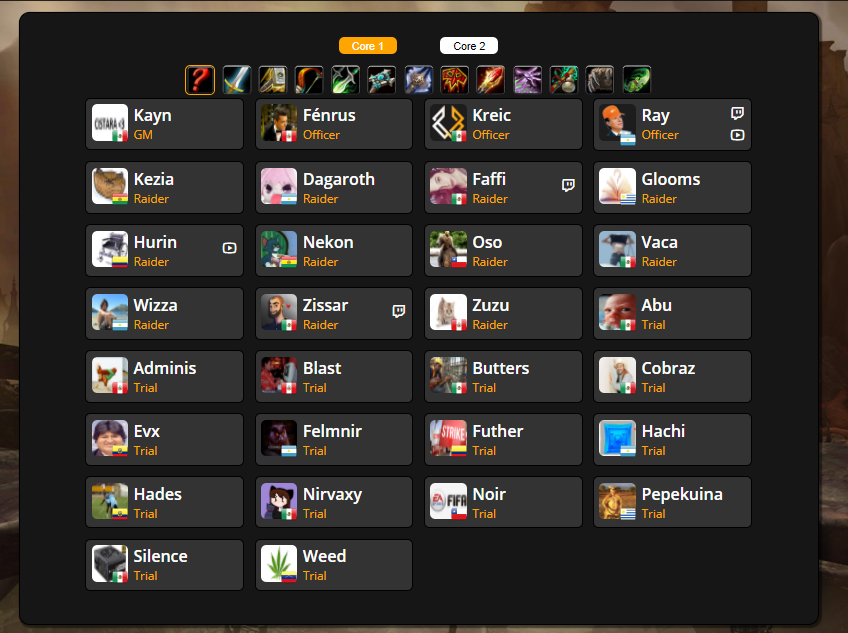 Core 1
Core 2
Kayn
GM
Fénrus
Officer
Kreic
Officer
Ray
Officer
Kezia
Raider
Dagaroth
Raider
Faffi
Raider
Glooms
Raider
Hurin
Raider
Nekon
Raider
Oso
Raider
Vaca
Raider
Wizza
Raider
Zissar
Raider
Zuzu
Raider
Abu
Trial
Adminis
Trial
Blast
Trial
Butters
Trial
Cobraz
Trial
Evx
Trial
Felmnir
Trial
STRIKE
Futher
Trial
Hachi
Trial
Hades
Trial
Nirvaxy
Trial
EA
FIFA
Noir
Trial
Pepekuina
Trial
Silence
Trial
Weed
Trial